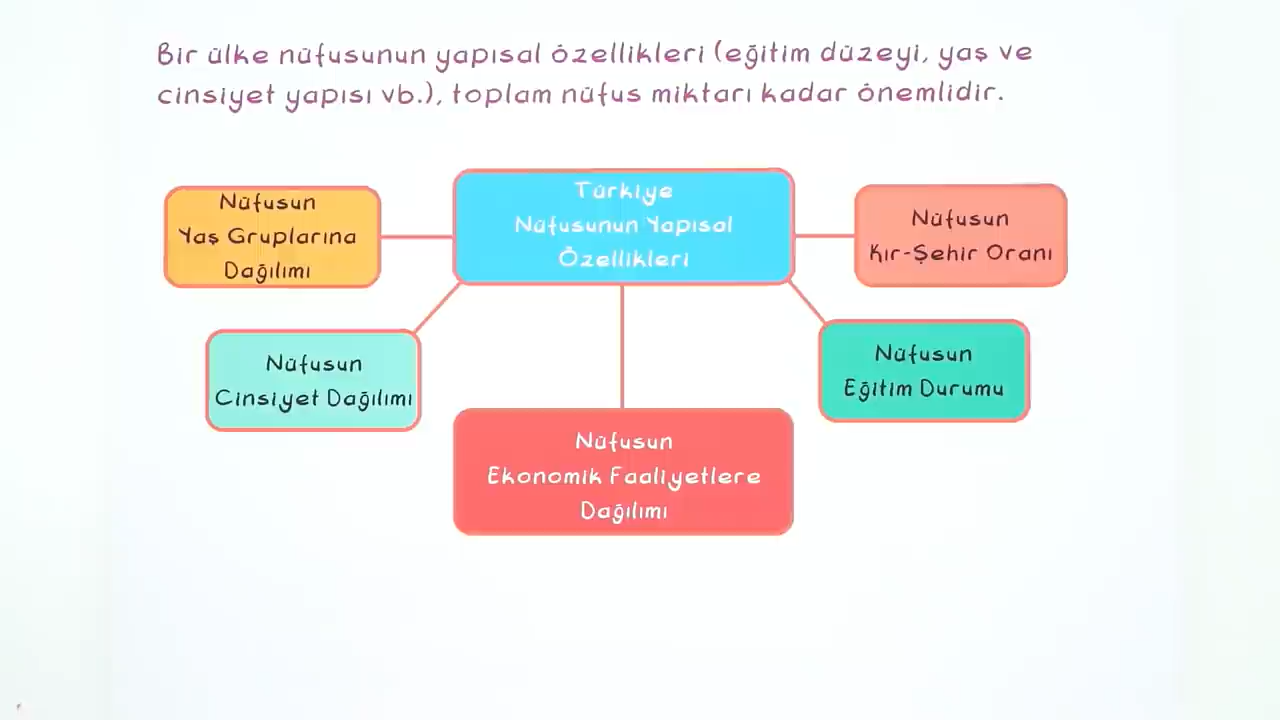 Bir ülke nüfusunun yapısal özellikleri (eğitim düzeyi, yaş ve
cinsiyet yapısı vb.), toplam nüfus miktarı kadar önemlidir.
Nüfusun
Yaş Gruplarına
Dağılımı
Türkiye
Nüfusunun Yapısal
Özellikleri
Nüfusun
Kır-Şehir Oranı
Nüfusun
Cinsiyet Dağılımı
Nüfusun
Eğitim Durumu
Nüfusun
Ekonomik Faaliyetlere
Dağılımı